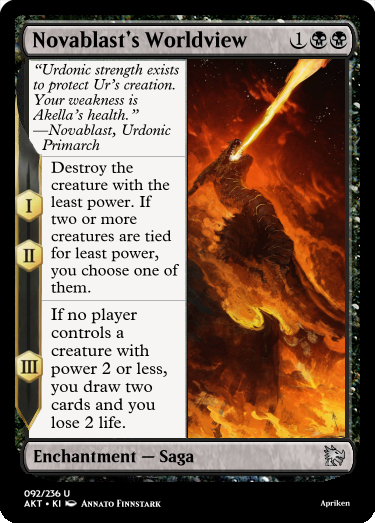 Novablast's Worldview 1
“Urdonic strength exists
to protect Ur's creation.
Your weakness is
Akella's health.”
—Novablast, Urdonic
Primarch
I
II
Destroy the
creature with the
least power. If
two or more
creatures are tied
for least power,
you choose one of
them.
III
If no player
controls a
creature with
power 2 or less,
you draw two
cards and you
lose 2 life.
Enchantment — Saga
092/236 U
AKT • KI ANNATO FINNSTARK
Apriken